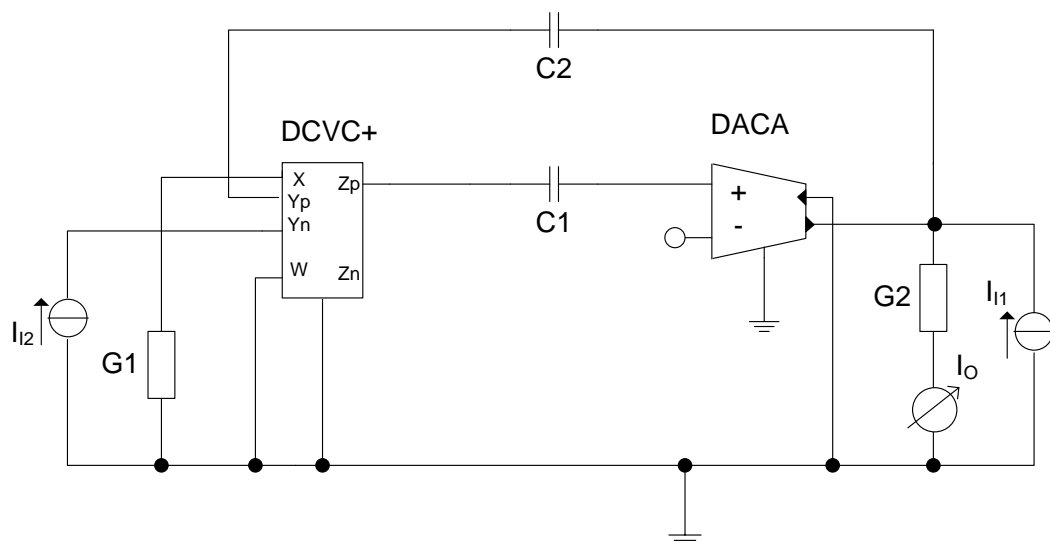 C2
DCVC+
DACA
X
Zp
Yp
Yn
W
Zn
C1
+
-
G2
II1
II2
G1
IO